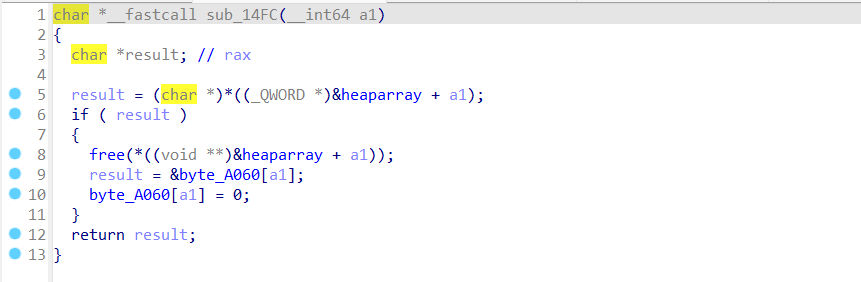 1 char *__fastcall sub_14FC(__int64 a1)
2 {
3 char *result; // rax
4
5 result = (char *)*((_QWORD *)&heaparray + a1);
6 if ( result )
7 {
8 free(*((void **)&heaparray + a1));
9 result = &byte_A060[a1];
10 byte_A060[a1] = 0;
11 }
12 return result;
13 }